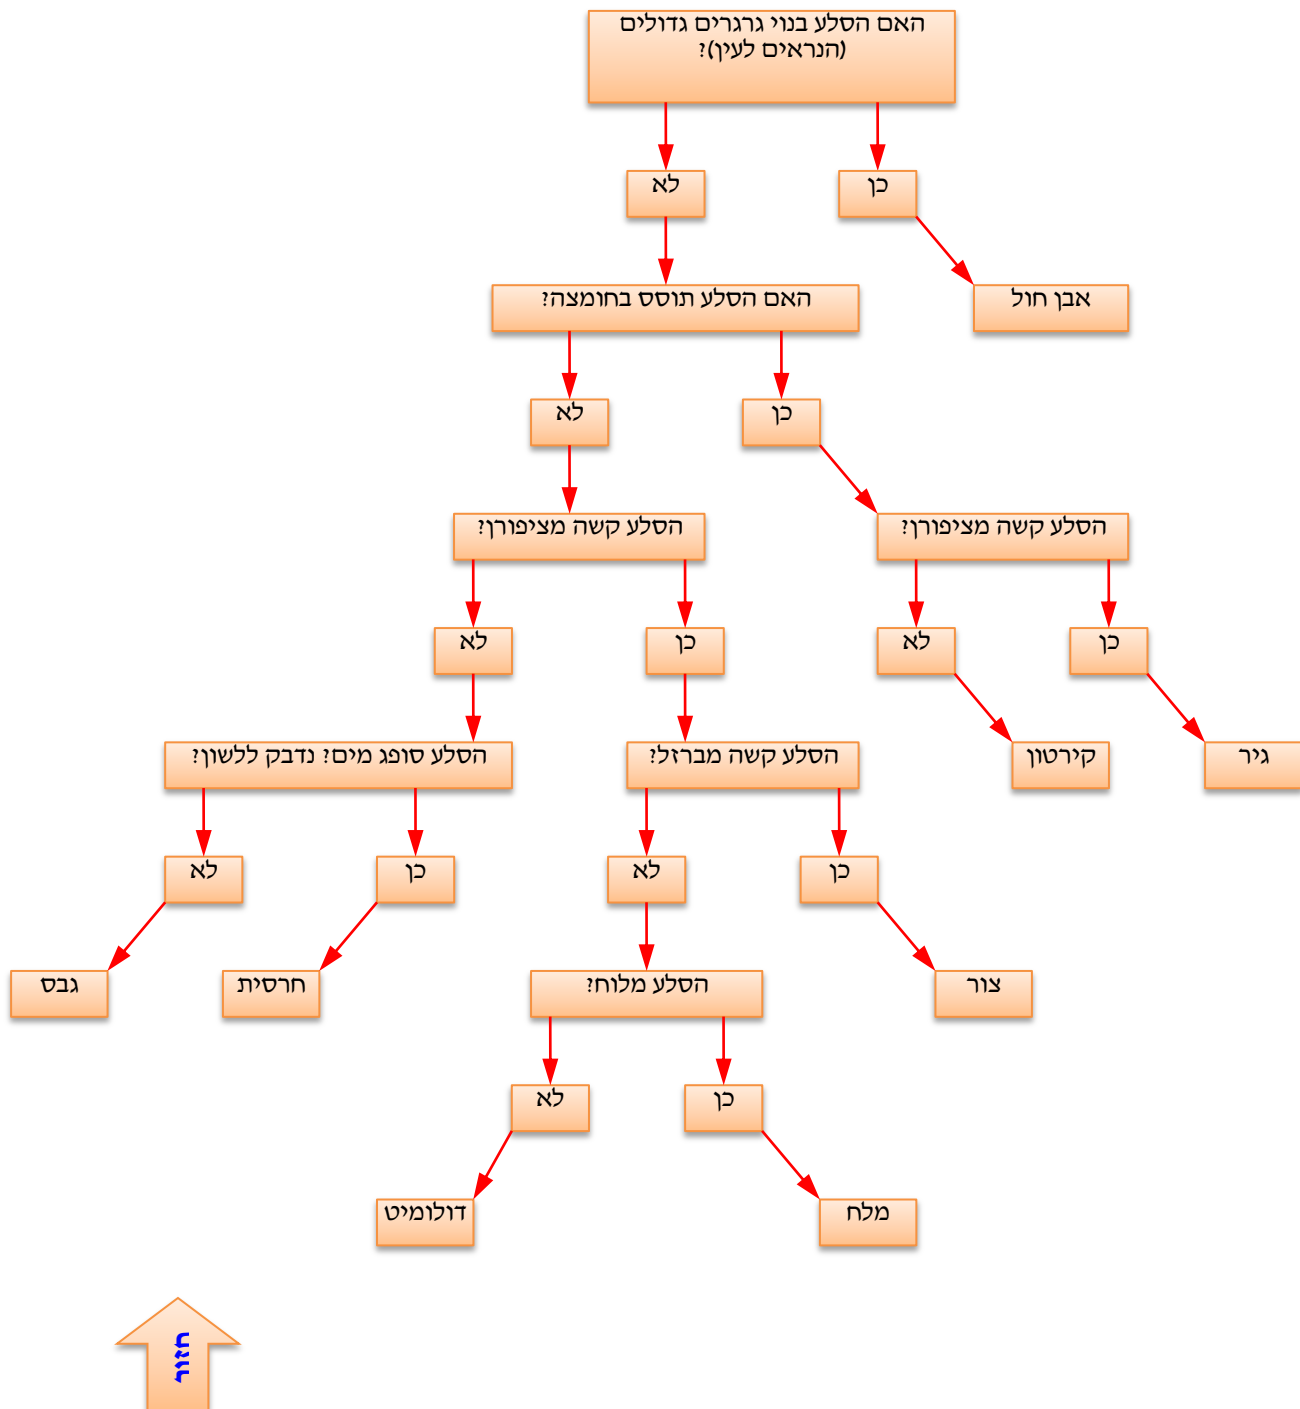 האם הסלע בנוי גרגרים גדולים
(הנראים לעין)?
כן
לא
אבן חול
האם הסלע תוסס בחומצה?
כן
לא
הסלע קשה מציפורן?
הסלע קשה מציפורן?
כן
לא
כן
לא
גיר
קירטון
הסלע קשה מברזל?
הסלע סופג מים? נדבק ללשון?
כן
לא
כן
לא
צור
הסלע מלוח?
חרסית
גבס
כן
לא
מלח
דולומיט
חזור